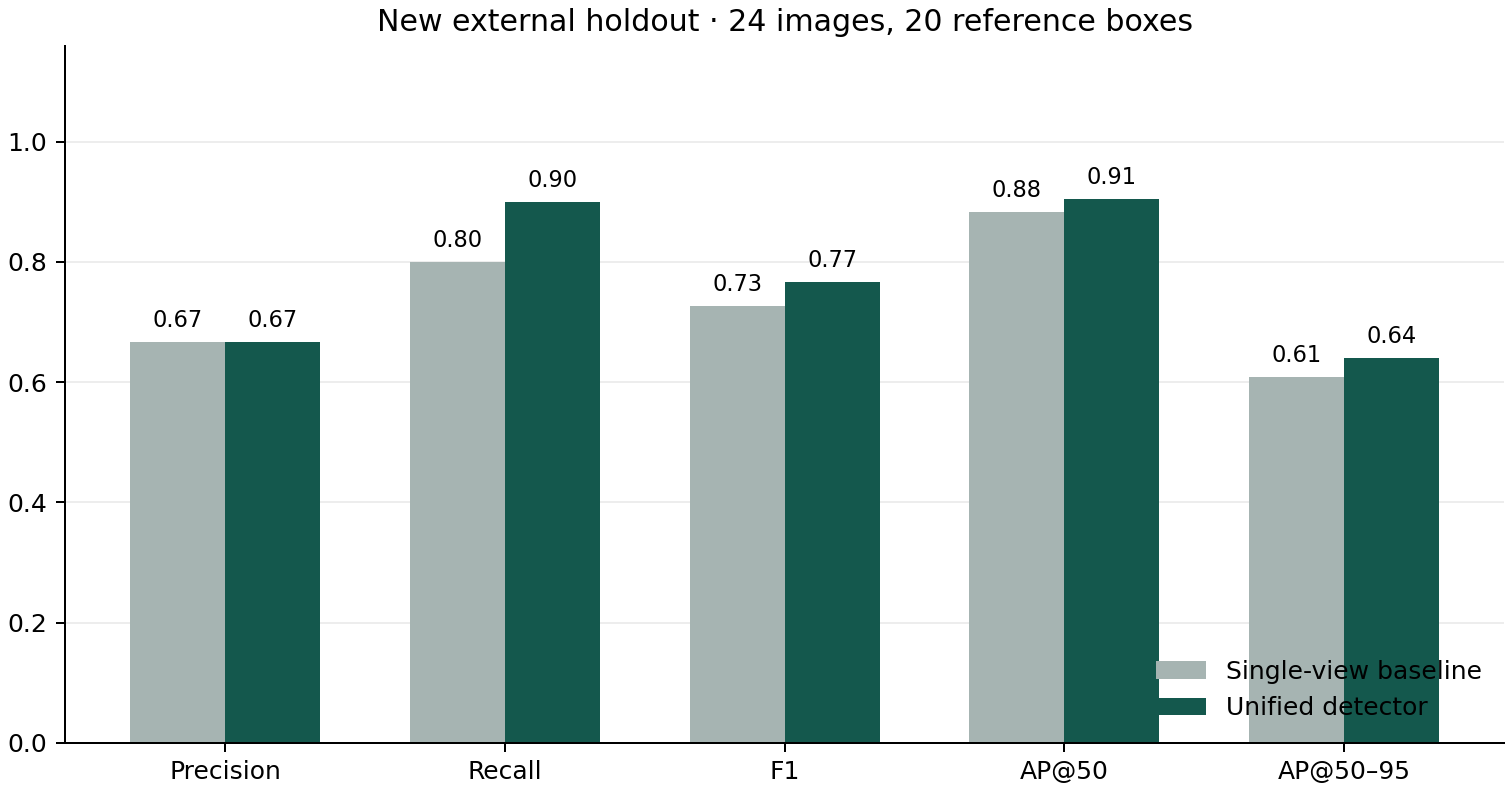 New external holdout · 24 images, 20 reference boxes
1.0
0.8
0.6
0.4
0.2
0.0
0.67
0.67
0.80
0.90
0.73
0.77
0.88
0.91
0.61
0.64
Single-view baseline
Unified detector
Precision
Recall
F1
AP@50
AP@50–95